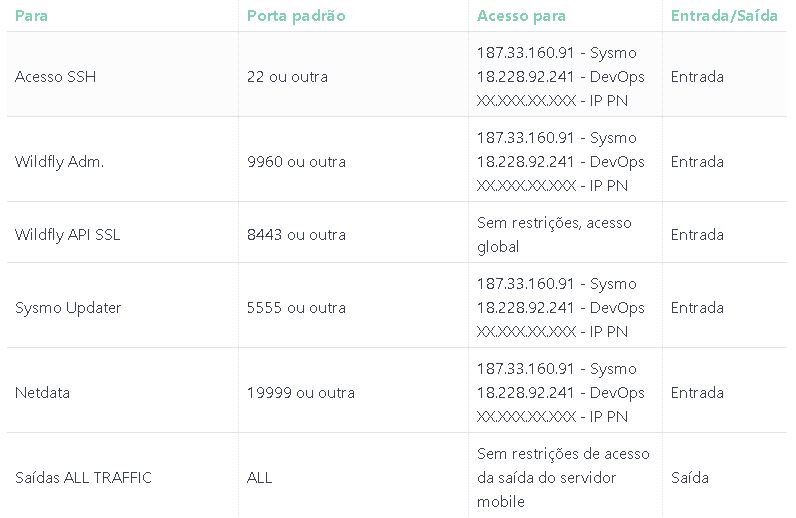 Para Porta padrão Acesso para Entrada/Saída
187.33.160.91 - Sysmo
Acesso SSH 22 ou outra 18.228.92.241 - DevOps Entrada
XX.XXX.XX.XXX - IP PN
187.33.160.91 - Sysmo
Wildfly Adm. 9960 ou outra 18.228.92.241 - DevOps Entrada
XX.XXX.XX.XXX - IP PN
Wildfly API SSL 8443 ou outra Sem restrições, acesso Entrada
global
187.33.160.91 - Sysmo
Sysmo Updater 5555 ou outra 18.228.92.241 - DevOps Entrada
XX.XXX.XX.XXX - IP PN
187.33.160.91 - Sysmo
Netdata 19999 ou outra 18.228.92.241 - DevOps Entrada
XX.XXX.XX.XXX - IP PN
Sem restrições de acesso
Saídas ALL TRAFFIC ALL da saída do servidor Saída
mobile